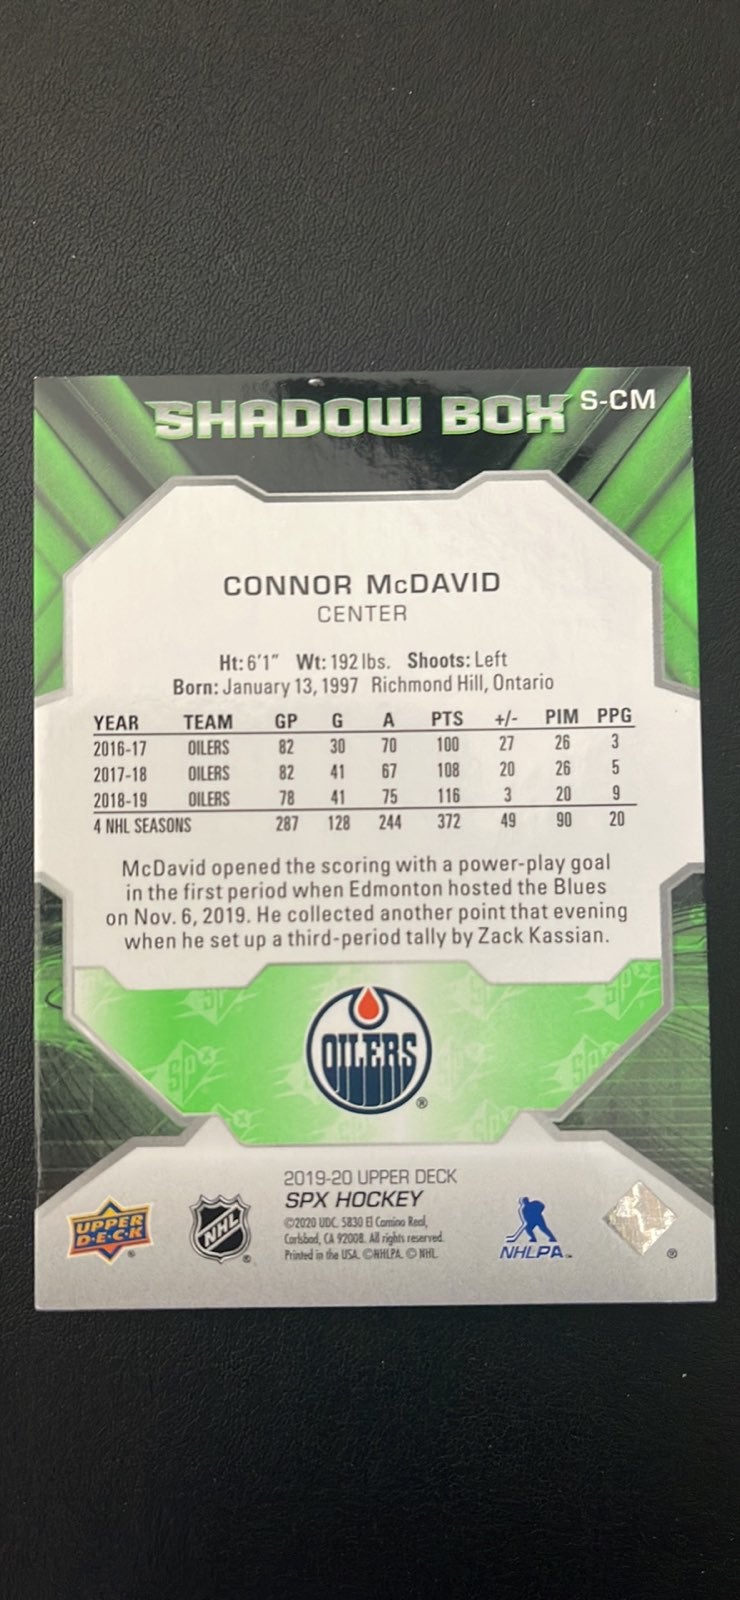 SHADOW BOX S-CM
CONNOR McDAVID
CENTER
Ht: 6'1" Wt: 192 lbs. Shoots: Left
Born: January 13, 1997 Richmond Hill, Ontario
YEAR TEAM GP G A PTS +/- PIM PPG
2016-17 OILERS 82 30 70 100 27 26 3
2017-18 OILERS 82 41 67 108 20 26 5
2018-19 OILERS 78 41 75 116 3 20 9
4 NHL SEASONS 287 128 244 372 49 90 20
McDavid opened the scoring with a power-play goal
in the first period when Edmonton hosted the Blues
on Nov. 6, 2019. He collected another point that evening
when he set up a third-period tally by Zack Kassian.
SPx SPx
SPx SPx
OILERS ®
2019-20 UPPER DECK
SPX HOCKEY
©2020 UDC. 5830 El Camino Real,
Carlsbad, CA 92008. All rights reserved.
Printed in the USA. ©NHLPA. © NHL.
UPPER
D·E·C·K ®
NHL ®
NHLPA™
®